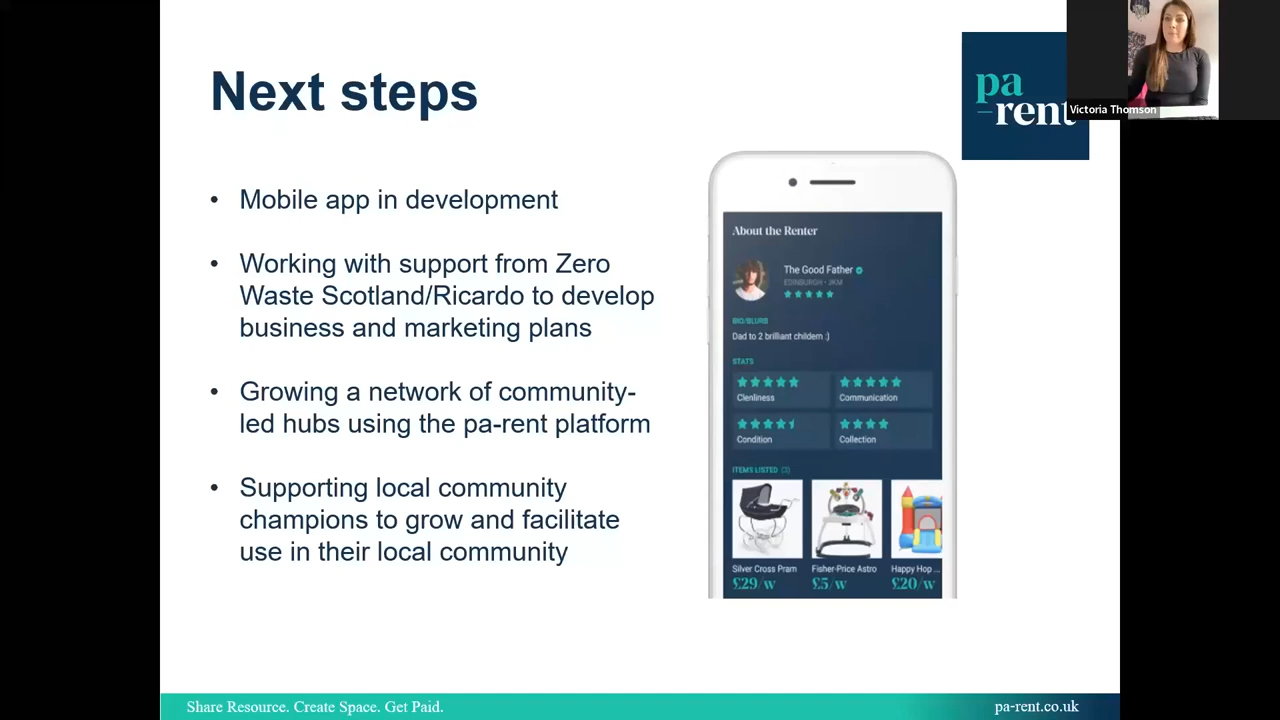 Next steps
pa
rent
Victoria Thomson
• Mobile app in development
• Working with support from Zero
Waste Scotland/Ricardo to develop
business and marketing plans
• Growing a network of community-
led hubs using the pa-rent platform
• Supporting local community
champions to grow and facilitate
use in their local community
About the Renter
The Good Father
EDINBURGH • 3KM
BIO/BLURB
Dad to 2 brilliant childern :)
STATS
Clenliness
Communication
Condition
Collection
ITEMS LISTED (3)
Silver Cross Pram
Fisher-Price Astro
Happy Hop ...
£29/w
£5/w
£20/w
Share Resource. Create Space. Get Paid.
pa-rent.co.uk